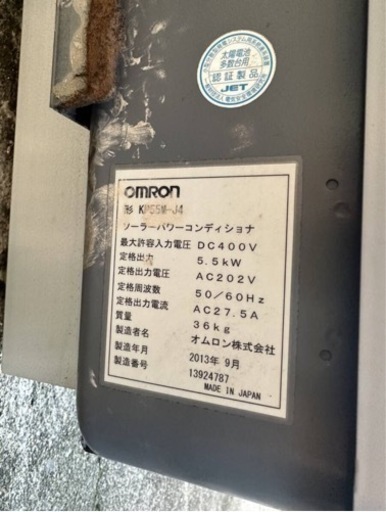 太陽電池
多数台用
認証製品
JET
OMRON
形 KP55M-J4
ソーラーパワーコンディショナ
最大許容入力電圧 DC400V
定格出力 5.5kW
定格出力電圧 AC202V
定格周波数 50/60Hz
定格出力電流 AC27.5A
質量 36kg
製造者名 オムロン株式会社
製造年月 2013年 9月
製造番号 13924787
MADE IN JAPAN